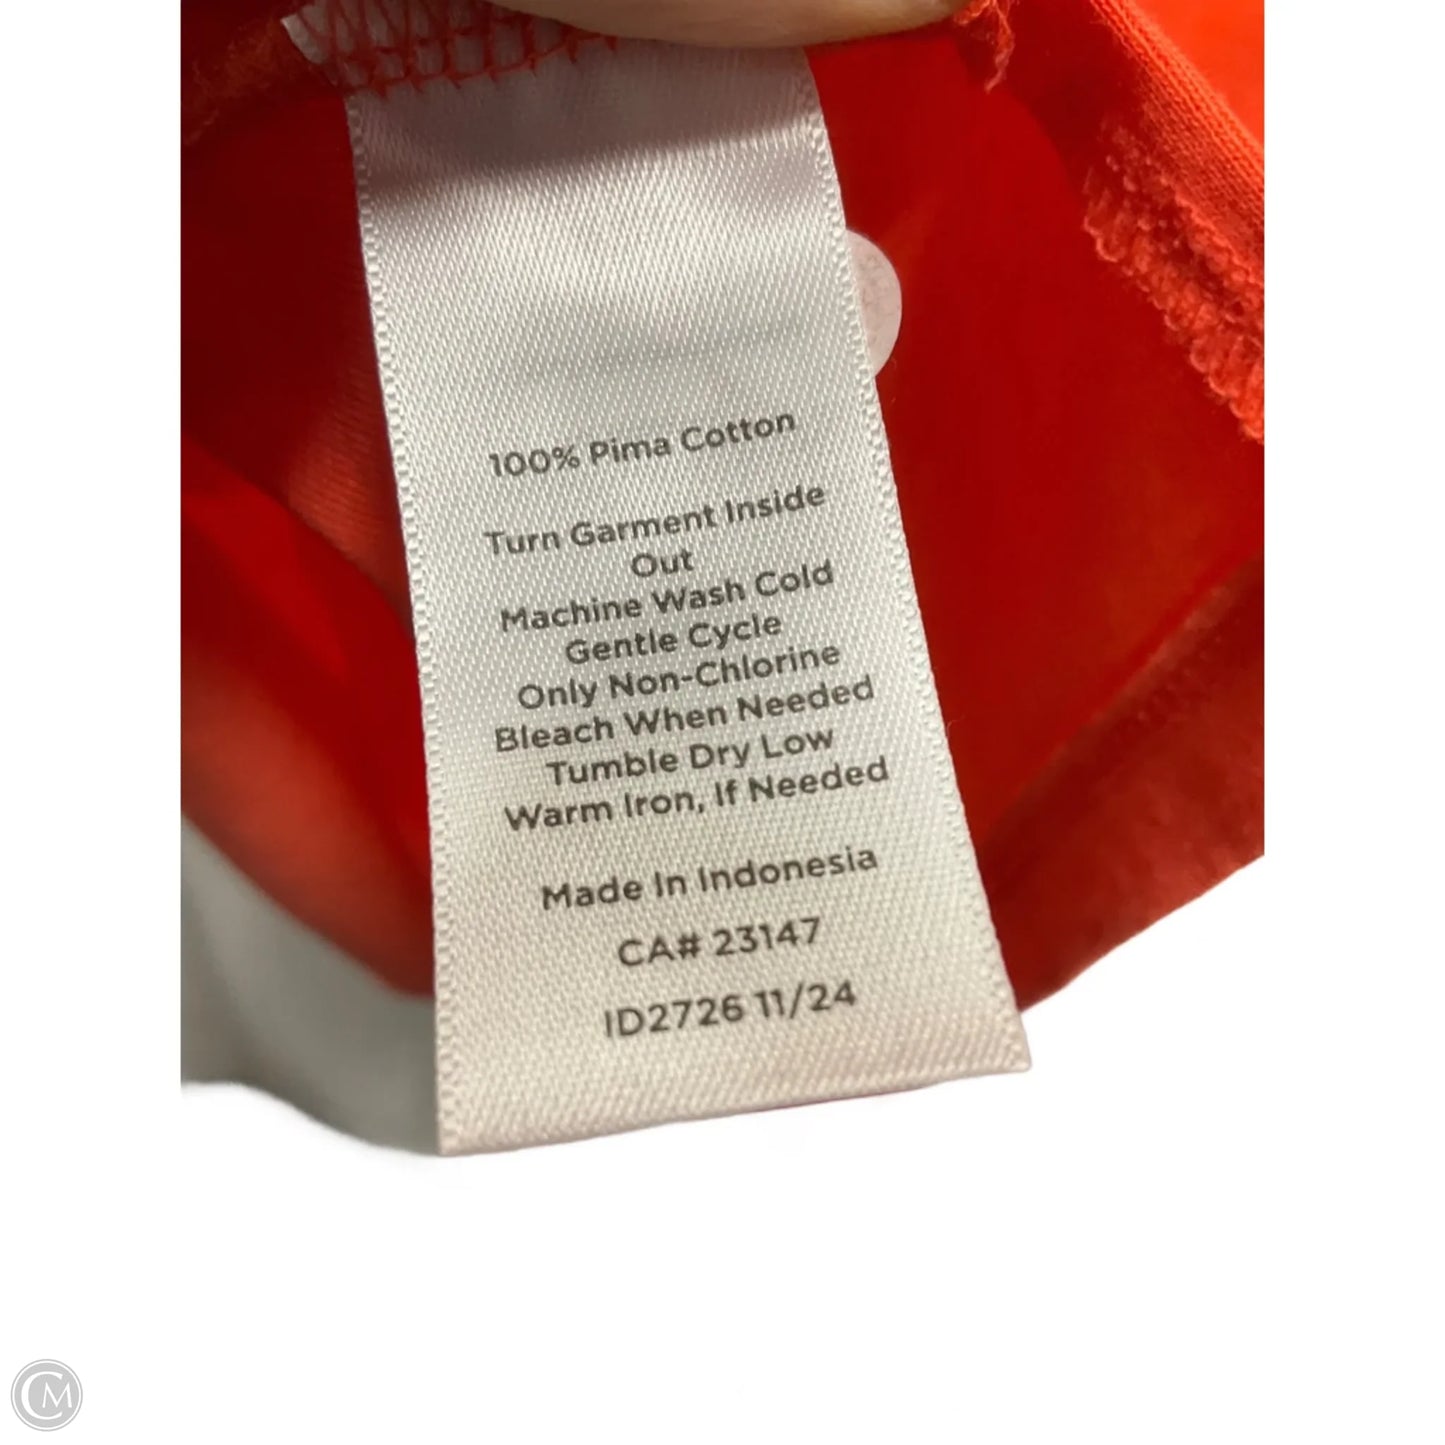 100% Pima Cotton
Turn Garment Inside
Out
Machine Wash Cold
Gentle Cycle
Only Non-Chlorine
Bleach When Needed
Tumble Dry Low
Warm Iron, If Needed
Made In Indonesia
CA# 23147
ID2726 11/24
CM